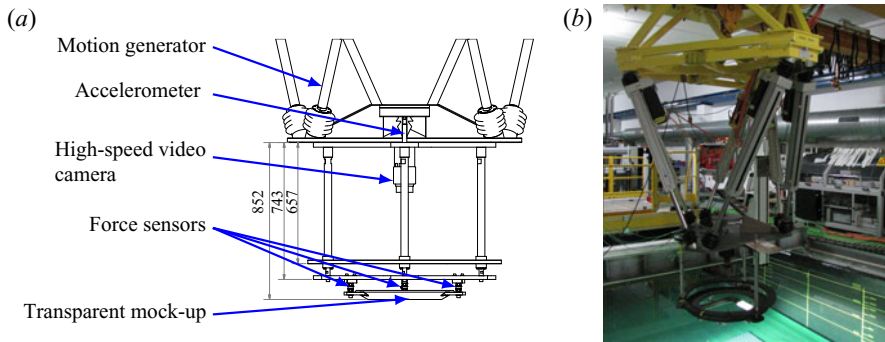 (a)
(b)
Motion generator
Accelerometer
High-speed video
camera
852
743
657
Force sensors
Transparent mock-up